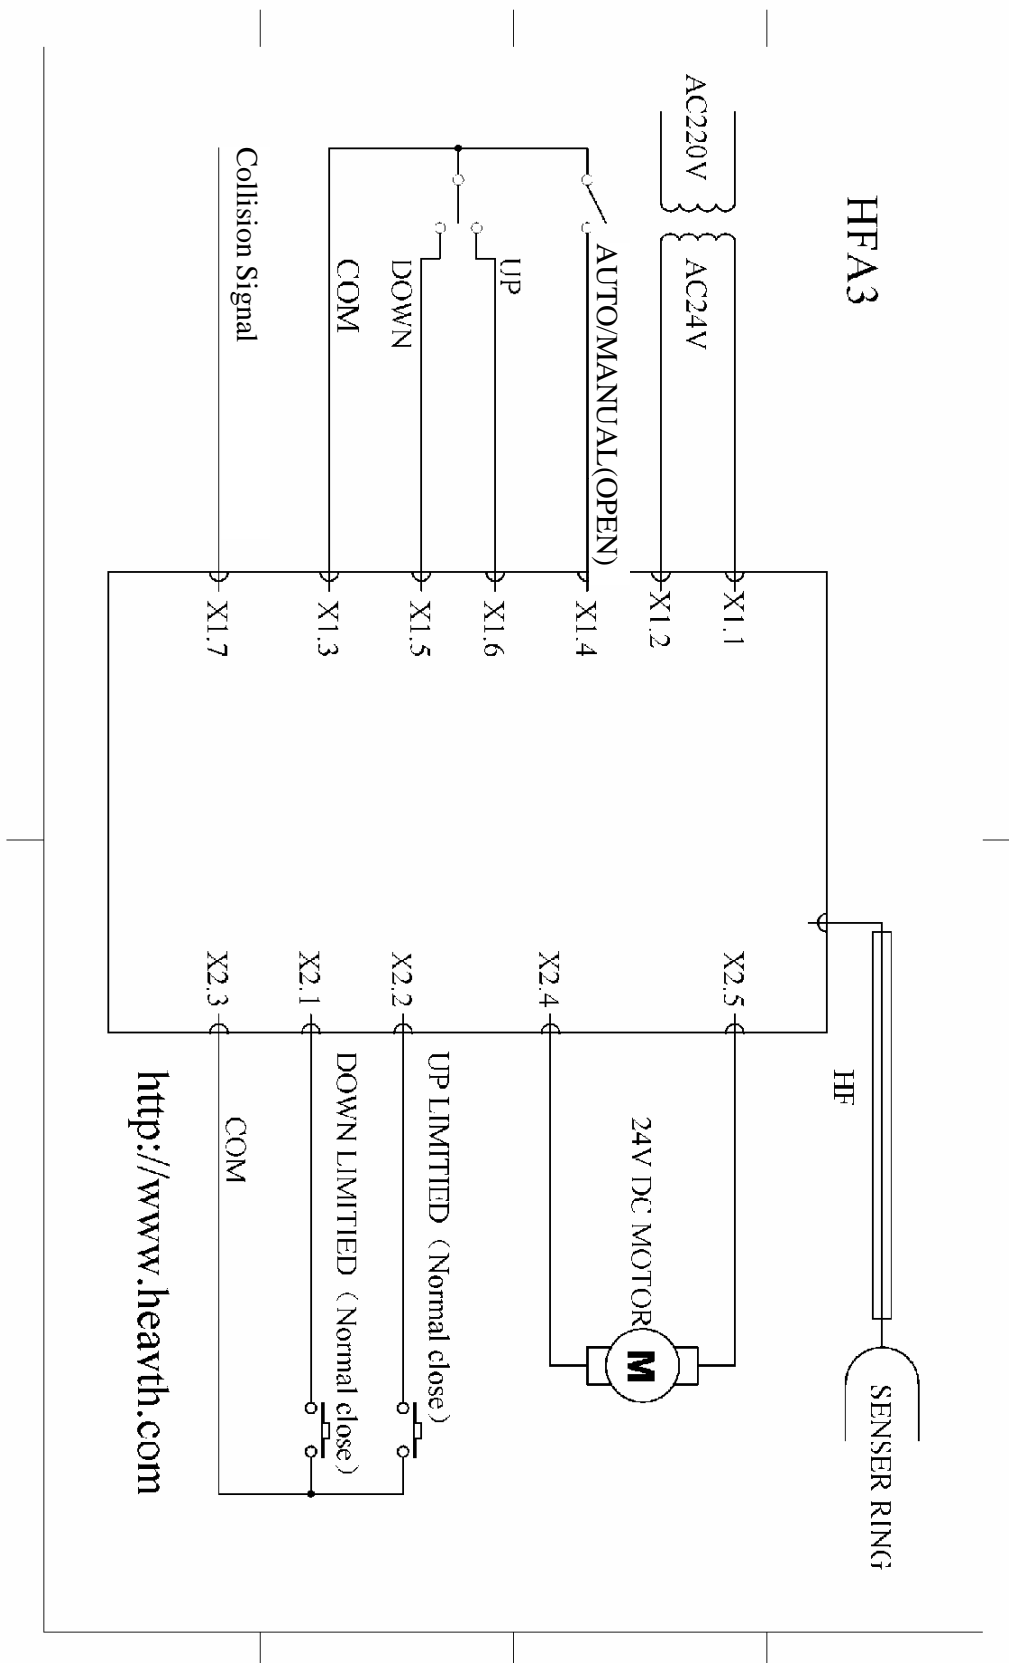 HFA3
AC220V
AC24V
AUTO/MANUAL(OPEN)
UP
DOWN
COM
Collision Signal
X1.1
X1.2
X1.4
X1.6
X1.5
X1.3
X1.7
X2.5
X2.4
X2.2
X2.1
X2.3
HF
SENSER RING
24V DC MOTOR
M
UP LIMITIED（Normal close）
DOWN LIMITIED（Normal close）
COM
http://www.heavth.com